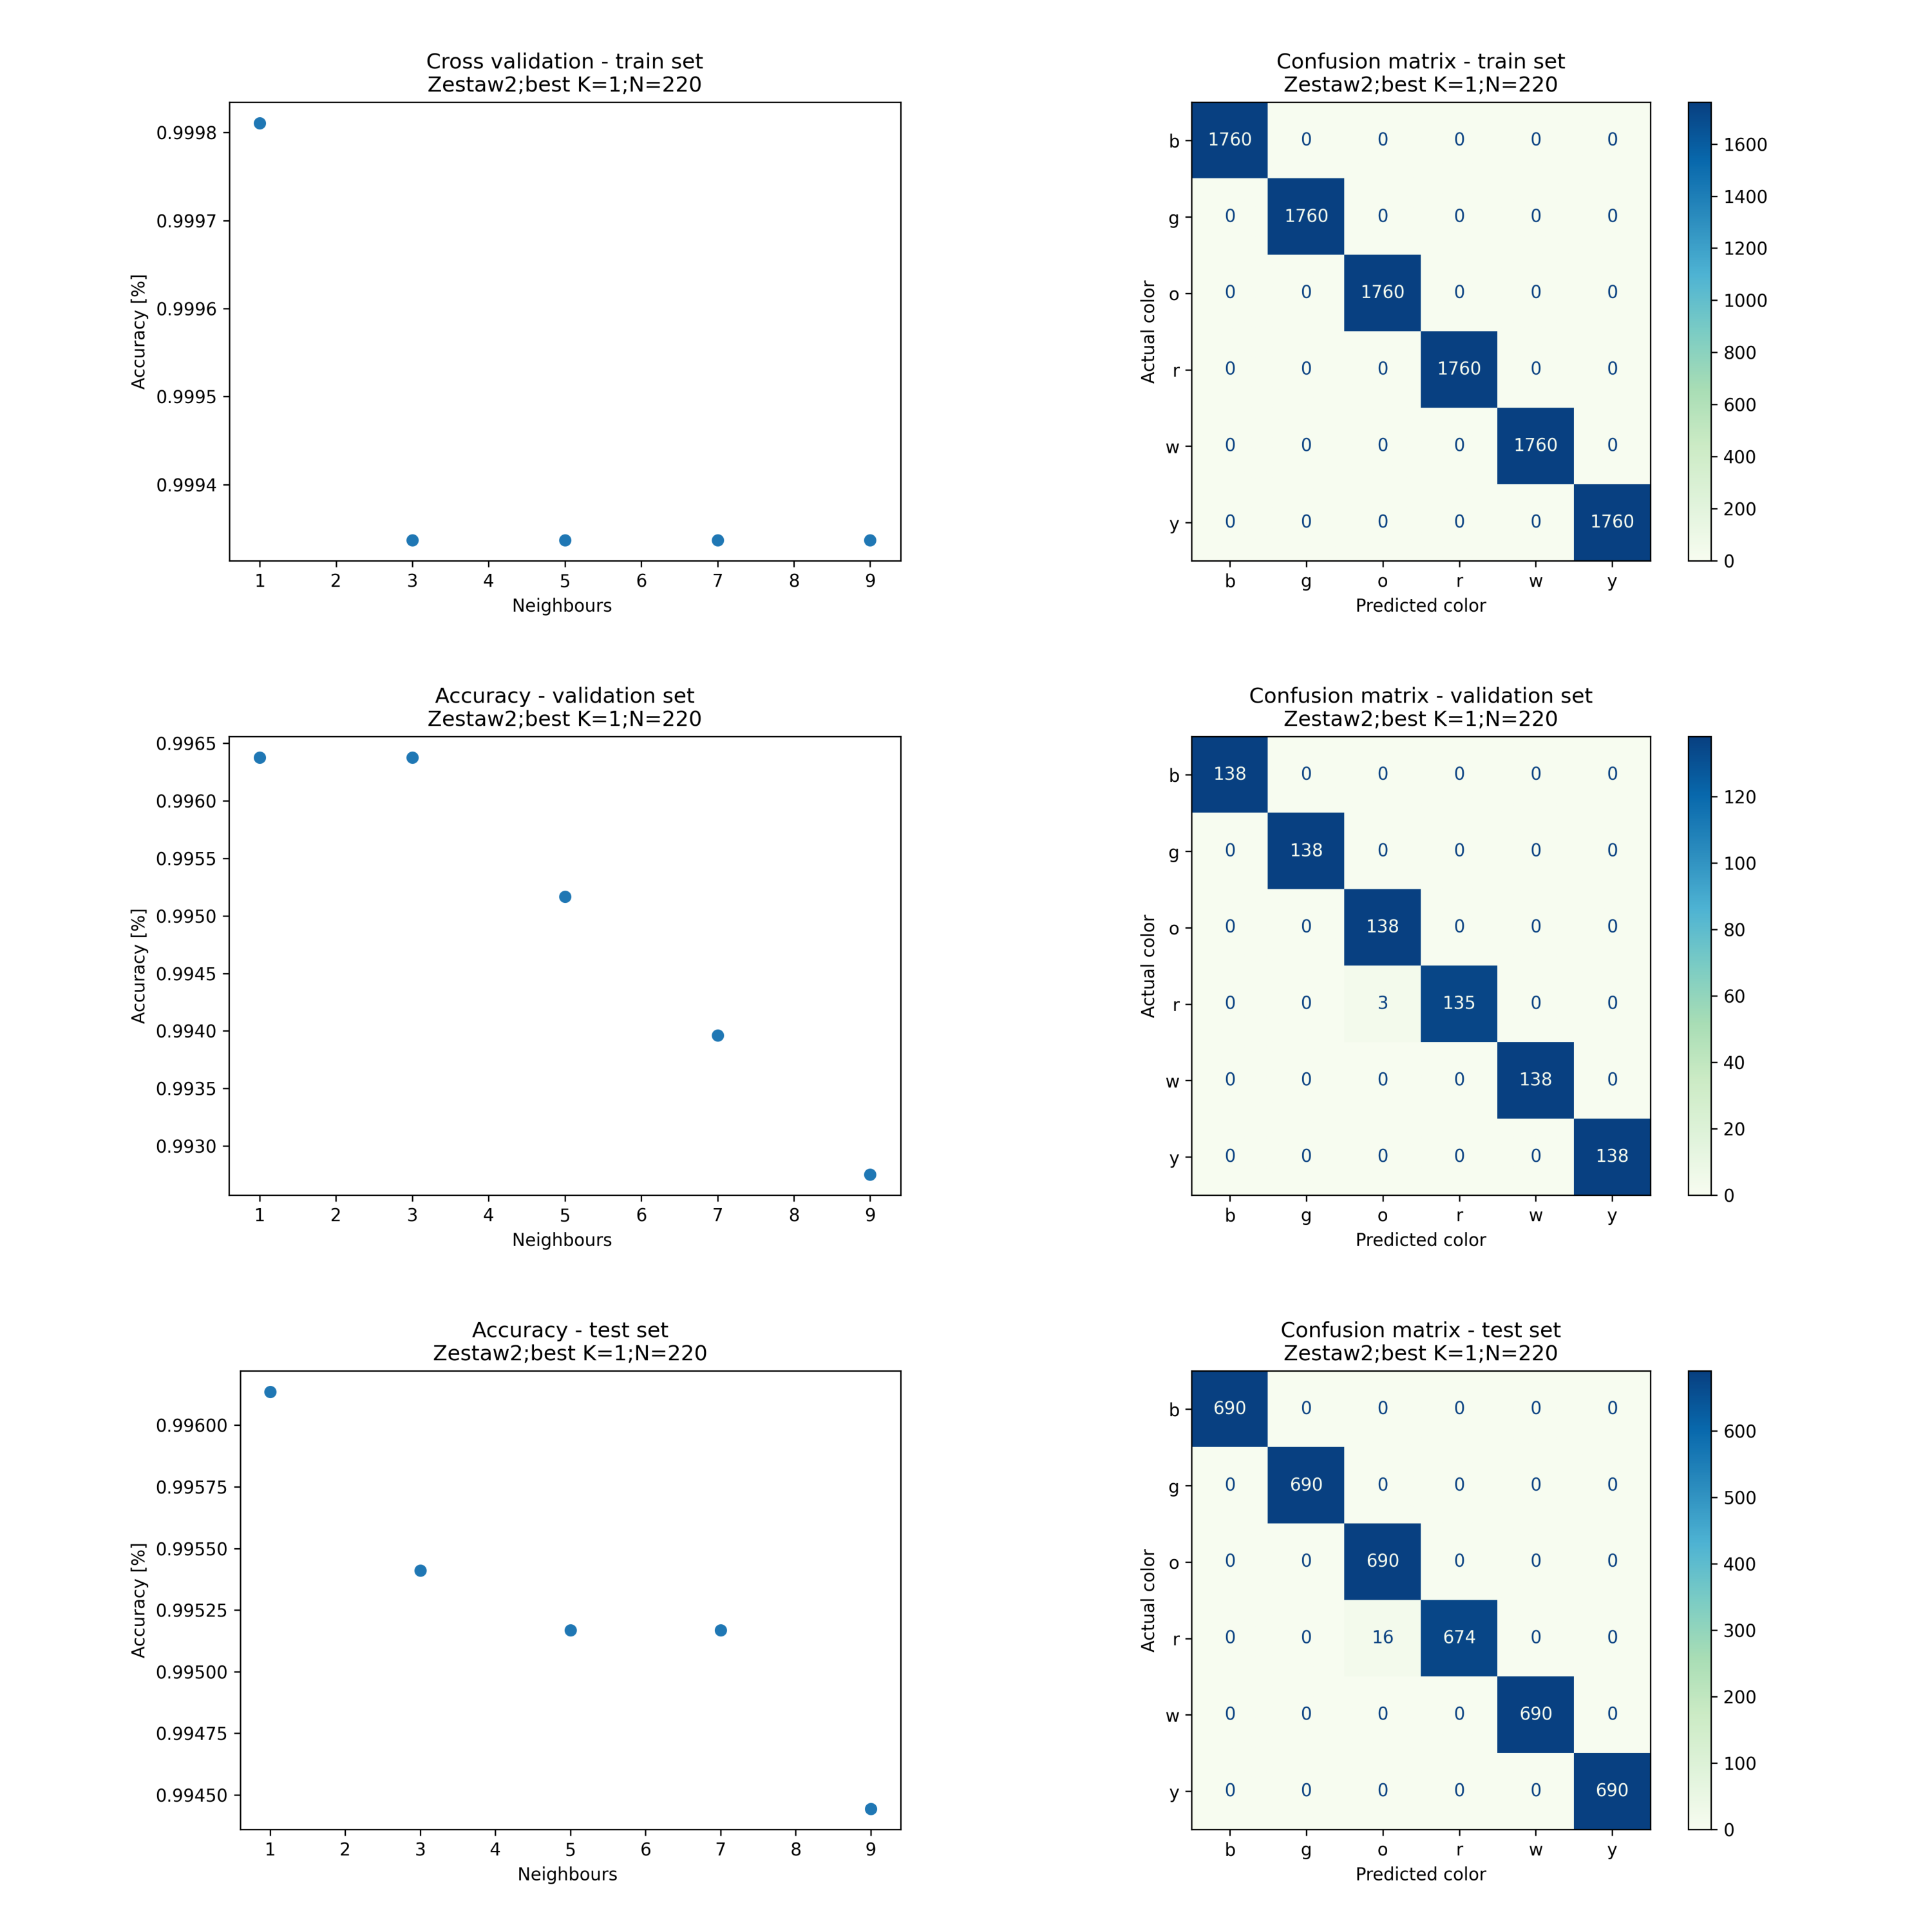 Cross validation - train set
Zestaw2;best K=1;N=220
Accuracy [%]
0.9998
0.9997
0.9996
0.9995
0.9994
1 2 3 4 5 6 7 8 9
Neighbours
Confusion matrix - train set
Zestaw2;best K=1;N=220
Actual color
b 1760 0 0 0 0 0
g 0 1760 0 0 0 0
o 0 0 1760 0 0 0
r 0 0 0 1760 0 0
w 0 0 0 0 1760 0
y 0 0 0 0 0 1760
b g o r w y
Predicted color
1600
1400
1200
1000
800
600
400
200
0
Accuracy - validation set
Zestaw2;best K=1;N=220
Accuracy [%]
0.9965
0.9960
0.9955
0.9950
0.9945
0.9940
0.9935
0.9930
1 2 3 4 5 6 7 8 9
Neighbours
Confusion matrix - validation set
Zestaw2;best K=1;N=220
Actual color
b 138 0 0 0 0 0
g 0 138 0 0 0 0
o 0 0 138 0 0 0
r 0 0 3 135 0 0
w 0 0 0 0 138 0
y 0 0 0 0 0 138
b g o r w y
Predicted color
120
100
80
60
40
20
0
Accuracy - test set
Zestaw2;best K=1;N=220
Accuracy [%]
0.99600
0.99575
0.99550
0.99525
0.99500
0.99475
0.99450
1 2 3 4 5 6 7 8 9
Neighbours
Confusion matrix - test set
Zestaw2;best K=1;N=220
Actual color
b 690 0 0 0 0 0
g 0 690 0 0 0 0
o 0 0 690 0 0 0
r 0 0 16 674 0 0
w 0 0 0 0 690 0
y 0 0 0 0 0 690
b g o r w y
Predicted color
600
500
400
300
200
100
0